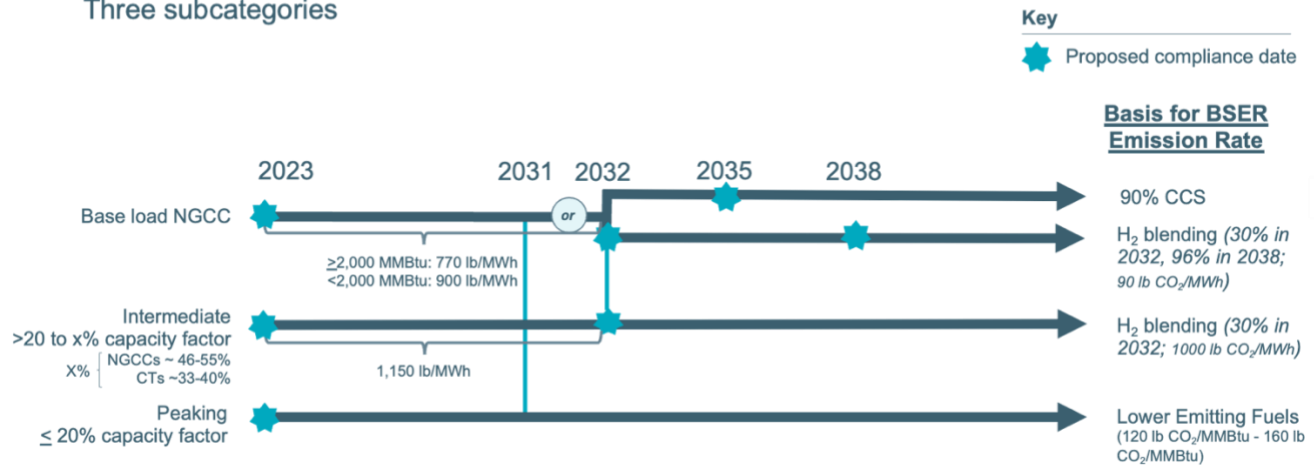 Three subcategories
Key
Proposed compliance date
Basis for BSER
Emission Rate
2023
2031
2032
2035
2038
Base load NGCC
or
90% CCS
≥2,000 MMBtu: 770 lb/MWh
<2,000 MMBtu: 900 lb/MWh
H₂ blending (30% in
2032, 96% in 2038;
90 lb CO₂/MWh)
Intermediate
>20 to x% capacity factor
X%
NGCCs ~ 46-55%
CTs ~33-40%
1,150 lb/MWh
H₂ blending (30% in
2032; 1000 lb CO₂/MWh)
Peaking
≤ 20% capacity factor
Lower Emitting Fuels
(120 lb CO₂/MMBtu - 160 lb
CO₂/MMBtu)